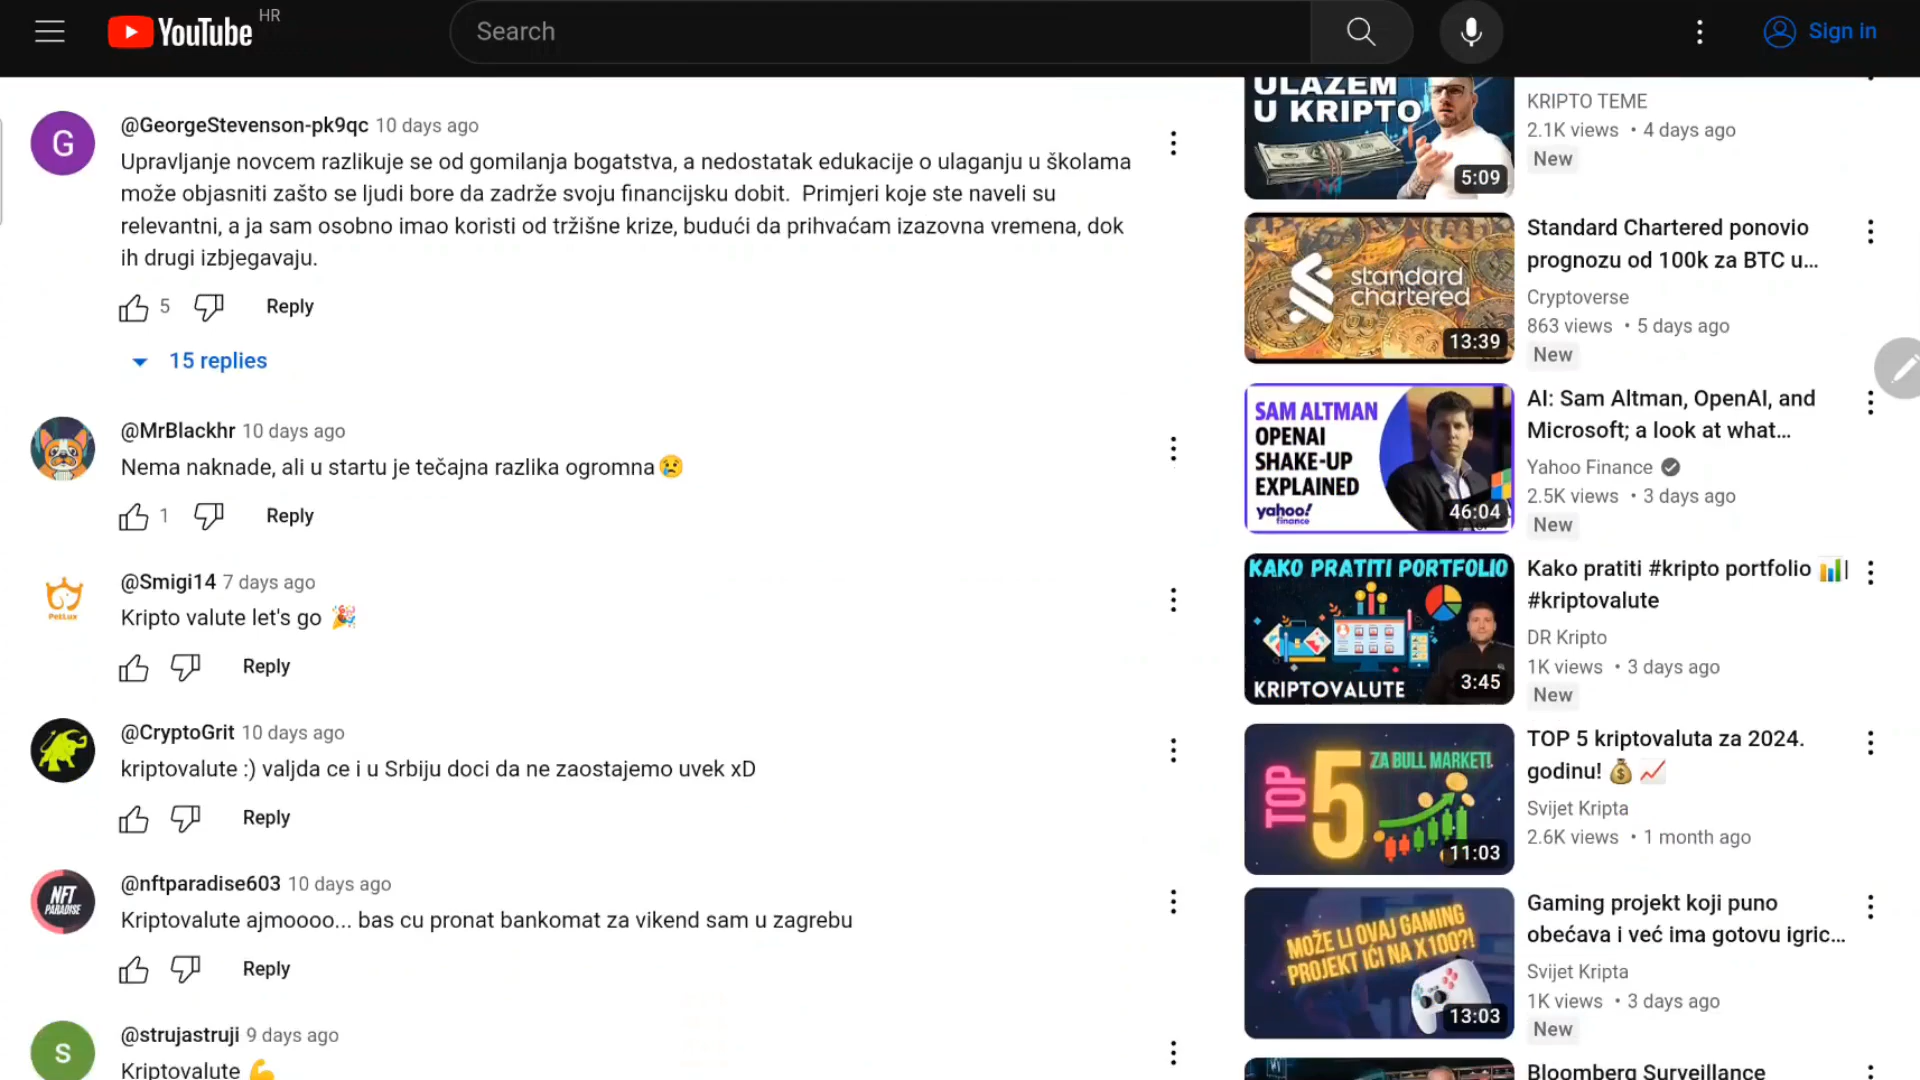 YouTube HR
Search
Sign in
G
@GeorgeStevenson-pk9qc 10 days ago
Upravljanje novcem razlikuje se od gomilanja bogatstva, a nedostatak edukacije o ulaganju u školama
može objasniti zašto se ljudi bore da zadrže svoju financijsku dobit.  Primjeri koje ste naveli su
relevantni, a ja sam osobno imao koristi od tržišne krize, budući da prihvaćam izazovna vremena, dok
ih drugi izbjegavaju.
5 Reply
15 replies
@MrBlackhr 10 days ago
Nema naknade, ali u startu je tečajna razlika ogromna😢
1 Reply
PetLux
@Smigi14 7 days ago
Kripto valute let's go 🎉
Reply
@CryptoGrit 10 days ago
kriptovalute :) valjda ce i u Srbiju doci da ne zaostajemo uvek xD
Reply
NFT
PARADISE
@nftparadise603 10 days ago
Kriptovalute ajmoooo... bas cu pronat bankomat za vikend sam u zagrebu
Reply
S
@strujastruji 9 days ago
Kriptovalute 💪
ULAZEM
U KRIPTO
5:09
KRIPTO TEME
2.1K views • 4 days ago
New
standard
chartered
13:39
Standard Chartered ponovio
prognozu od 100k za BTC u...
Cryptoverse
863 views • 5 days ago
New
SAM ALTMAN
OPENAI
SHAKE-UP
EXPLAINED
yahoo!
finance
46:04
AI: Sam Altman, OpenAI, and
Microsoft; a look at what...
Yahoo Finance
2.5K views • 3 days ago
New
KAKO PRATITI PORTFOLIO
KRIPTOVALUTE
3:45
Kako pratiti #kripto portfolio 📊|
#kriptovalute
DR Kripto
1K views • 3 days ago
New
TOP 5 ZA BULL MARKET!
11:03
TOP 5 kriptovaluta za 2024.
godinu! 💰 📈
Svijet Kripta
2.6K views • 1 month ago
MOŽE LI OVAJ GAMING
PROJEKT IĆI NA X100?!
13:03
Gaming projekt koji puno
obećava i već ima gotovu igric...
Svijet Kripta
1K views • 3 days ago
New
Bloomberg Surveillance